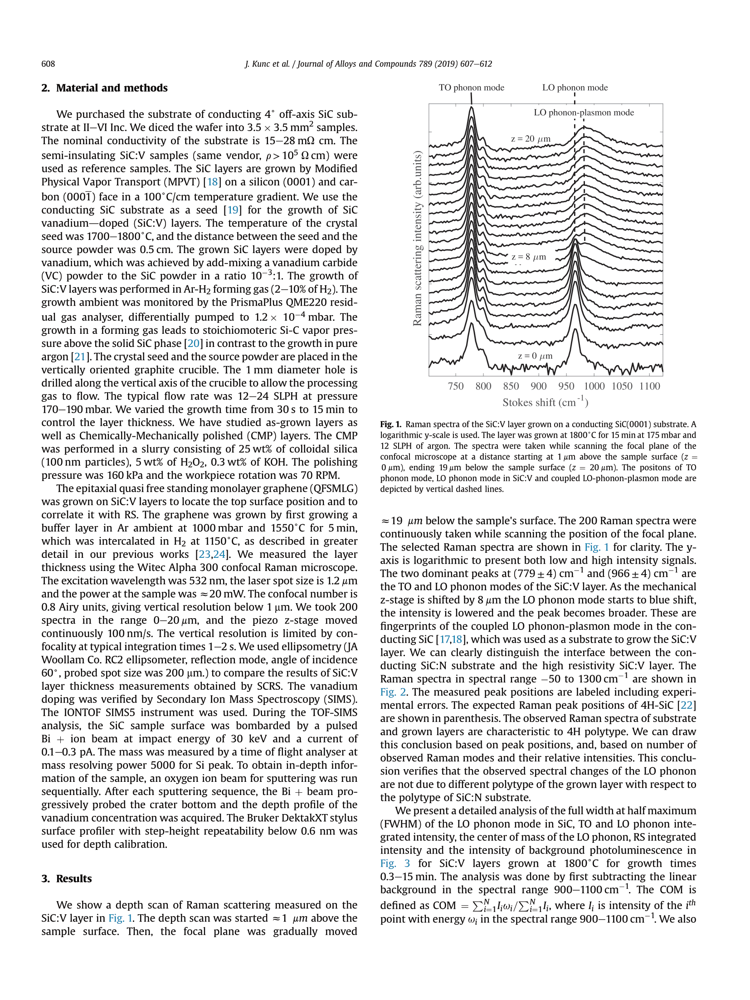 608
J. Kunc et al. / Journal of Alloys and Compounds 789 (2019) 607–612
2. Material and methods
We purchased the substrate of conducting 4° off-axis SiC sub-
strate at II–VI Inc. We diced the wafer into 3.5 × 3.5 mm² samples.
The nominal conductivity of the substrate is 15–28 mΩ cm. The
semi-insulating SiC:V samples (same vendor, ρ > 10⁵ Ω cm) were
used as reference samples. The SiC layers are grown by Modified
Physical Vapor Transport (MPVT) [18] on a silicon (0001) and car-
bon (0001̅) face in a 100°C/cm temperature gradient. We use the
conducting SiC substrate as a seed [19] for the growth of SiC
vanadium—doped (SiC:V) layers. The temperature of the crystal
seed was 1700–1800°C, and the distance between the seed and the
source powder was 0.5 cm. The grown SiC layers were doped by
vanadium, which was achieved by add-mixing a vanadium carbide
(VC) powder to the SiC powder in a ratio 10⁻³:1. The growth of
SiC:V layers was performed in Ar-H₂ forming gas (2–10% of H₂). The
growth ambient was monitored by the PrismaPlus QME220 resid-
ual gas analyser, differentially pumped to 1.2 × 10⁻⁴ mbar. The
growth in a forming gas leads to stoichiomoteric Si-C vapor pres-
sure above the solid SiC phase [20] in contrast to the growth in pure
argon [21]. The crystal seed and the source powder are placed in the
vertically oriented graphite crucible. The 1 mm diameter hole is
drilled along the vertical axis of the crucible to allow the processing
gas to flow. The typical flow rate was 12–24 SLPH at pressure
170–190 mbar. We varied the growth time from 30 s to 15 min to
control the layer thickness. We have studied as-grown layers as
well as Chemically-Mechanically polished (CMP) layers. The CMP
was performed in a slurry consisting of 25 wt% of colloidal silica
(100 nm particles), 5 wt% of H₂O₂, 0.3 wt% of KOH. The polishing
pressure was 160 kPa and the workpiece rotation was 70 RPM.
The epitaxial quasi free standing monolayer graphene (QFSMLG)
was grown on SiC:V layers to locate the top surface position and to
correlate it with RS. The graphene was grown by first growing a
buffer layer in Ar ambient at 1000 mbar and 1550°C for 5 min,
which was intercalated in H₂ at 1150°C, as described in greater
detail in our previous works [23,24]. We measured the layer
thickness using the Witec Alpha 300 confocal Raman microscope.
The excitation wavelength was 532 nm, the laser spot size is 1.2 μm
and the power at the sample was ≈20 mW. The confocal number is
0.8 Airy units, giving vertical resolution below 1 μm. We took 200
spectra in the range 0–20 μm, and the piezo z-stage moved
continuously 100 nm/s. The vertical resolution is limited by con-
focality at typical integration times 1–2 s. We used ellipsometry (JA
Woollam Co. RC2 ellipsometer, reflection mode, angle of incidence
60°, probed spot size was 200 μm.) to compare the results of SiC:V
layer thickness measurements obtained by SCRS. The vanadium
doping was verified by Secondary Ion Mass Spectroscopy (SIMS).
The IONTOF SIMS5 instrument was used. During the TOF-SIMS
analysis, the SiC sample surface was bombarded by a pulsed
Bi + ion beam at impact energy of 30 keV and a current of
0.1–0.3 pA. The mass was measured by a time of flight analyser at
mass resolving power 5000 for Si peak. To obtain in-depth infor-
mation of the sample, an oxygen ion beam for sputtering was run
sequentially. After each sputtering sequence, the Bi + beam pro-
gressively probed the crater bottom and the depth profile of the
vanadium concentration was acquired. The Bruker DektakXT stylus
surface profiler with step-height repeatability below 0.6 nm was
used for depth calibration.
3. Results
We show a depth scan of Raman scattering measured on the
SiC:V layer in Fig. 1. The depth scan was started ≈1 μm above the
sample surface. Then, the focal plane was gradually moved
TO phonon mode
LO phonon mode
LO phonon-plasmon mode
z = 20 μm
z = 8 μm
z = 0 μm
Raman scattering intensity (arb.units)
750 800 850 900 950 1000 1050 1100
Stokes shift (cm⁻¹)
Fig. 1. Raman spectra of the SiC:V layer grown on a conducting SiC(0001) substrate. A
logarithmic y-scale is used. The layer was grown at 1800°C for 15 min at 175 mbar and
12 SLPH of argon. The spectra were taken while scanning the focal plane of the
confocal microscope at a distance starting at 1 μm above the sample surface (z =
0 μm), ending 19 μm below the sample surface (z = 20 μm). The positons of TO
phonon mode, LO phonon mode in SiC:V and coupled LO-phonon-plasmon mode are
depicted by vertical dashed lines.
≈19 μm below the sample's surface. The 200 Raman spectra were
continuously taken while scanning the position of the focal plane.
The selected Raman spectra are shown in Fig. 1 for clarity. The y-
axis is logarithmic to present both low and high intensity signals.
The two dominant peaks at (779 ± 4) cm⁻¹ and (966 ± 4) cm⁻¹ are
the TO and LO phonon modes of the SiC:V layer. As the mechanical
z-stage is shifted by 8 μm the LO phonon mode starts to blue shift,
the intensity is lowered and the peak becomes broader. These are
fingerprints of the coupled LO phonon-plasmon mode in the con-
ducting SiC [17,18], which was used as a substrate to grow the SiC:V
layer. We can clearly distinguish the interface between the con-
ducting SiC:N substrate and the high resistivity SiC:V layer. The
Raman spectra in spectral range −50 to 1300 cm⁻¹ are shown in
Fig. 2. The measured peak positions are labeled including experi-
mental errors. The expected Raman peak positions of 4H-SiC [22]
are shown in parenthesis. The observed Raman spectra of substrate
and grown layers are characteristic to 4H polytype. We can draw
this conclusion based on peak positions, and, based on number of
observed Raman modes and their relative intensities. This conclu-
sion verifies that the observed spectral changes of the LO phonon
are not due to different polytype of the grown layer with respect to
the polytype of SiC:N substrate.
We present a detailed analysis of the full width at half maximum
(FWHM) of the LO phonon mode in SiC, TO and LO phonon inte-
grated intensity, the center of mass of the LO phonon, RS integrated
intensity and the intensity of background photoluminescence in
Fig. 3 for SiC:V layers grown at 1800°C for growth times
0.3–15 min. The analysis was done by first subtracting the linear
background in the spectral range 900–1100 cm⁻¹. The COM is
defined as COM = ∑ᵢ₌₁ᴺ Iᵢωᵢ/∑ᵢ₌₁ᴺ Iᵢ, where Iᵢ is intensity of the iᵗʰ
point with energy ωᵢ in the spectral range 900–1100 cm⁻¹. We also